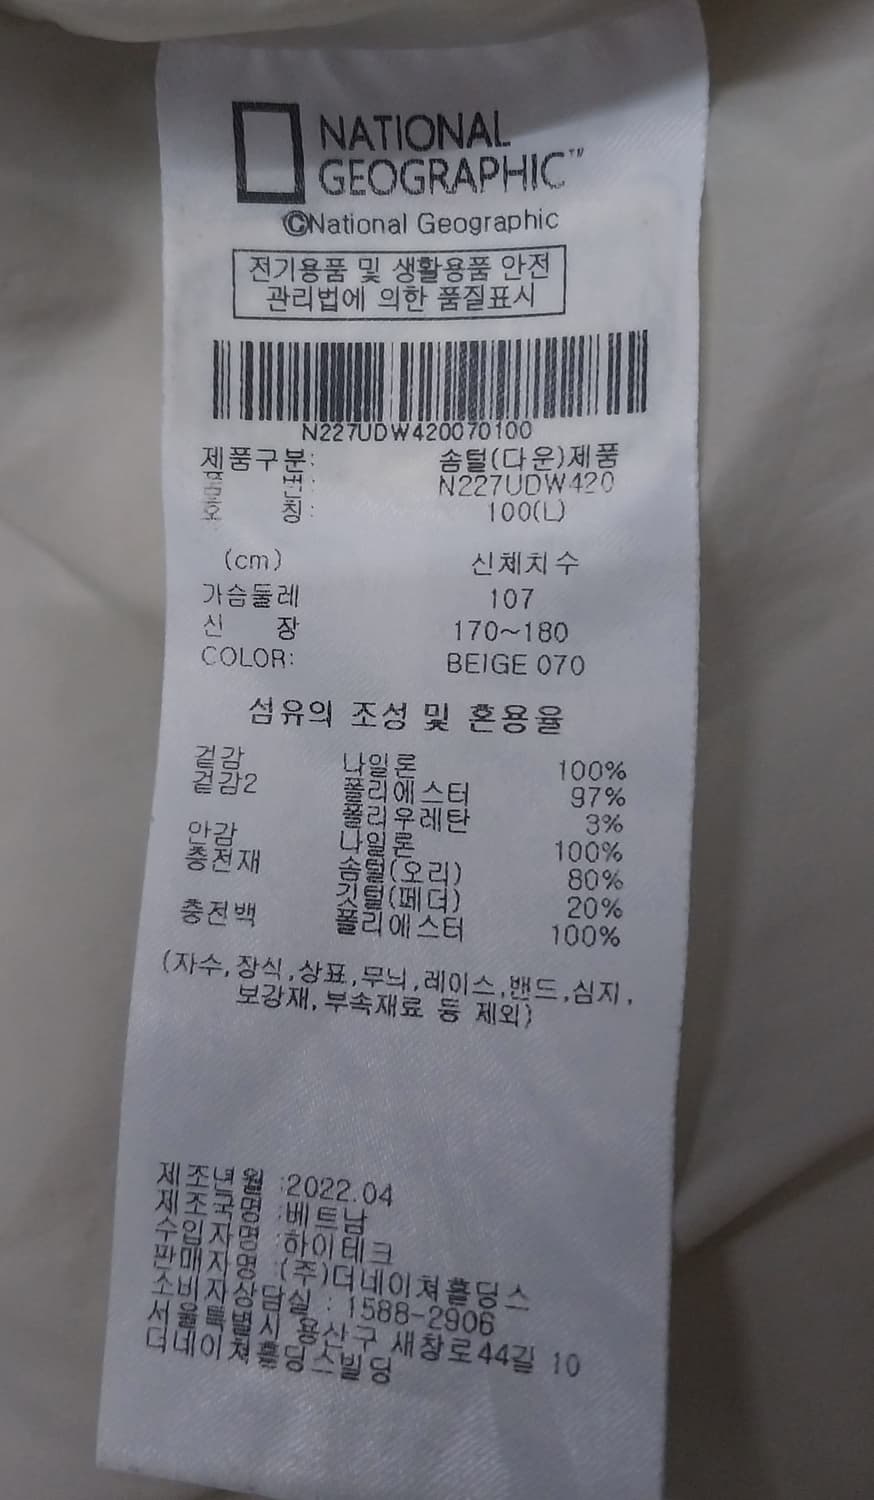 NATIONAL
GEOGRAPHIC™
©National Geographic
전기용품 및 생활용품 안전
관리법에 의한 품질표시
N227UDW420070100
제품구분: 솜털(다운)제품
품 번: N227UDW420
호 칭: 100(L)
(cm) 신체치수
가슴둘레 107
신 장 170~180
COLOR: BEIGE 070
섬유의 조성 및 혼용율
겉감 나일론 100%
겉감2 폴리에스터 97%
폴리우레탄 3%
안감 나일론 100%
충전재 솜털(오리) 80%
깃털(페더) 20%
충전백 폴리에스터 100%
(자수,장식,상표,무늬,레이스,밴드,심지,
보강재,부속재료 등 제외)
제조년월 :2022.04
제조국명 :베트남
수입자명 :하이테크
판매자명 :(주)더네이쳐홀딩스
소비자상담실 : 1588-2906
서울특별시 용산구 새창로44길 10
더네이쳐홀딩스빌딩